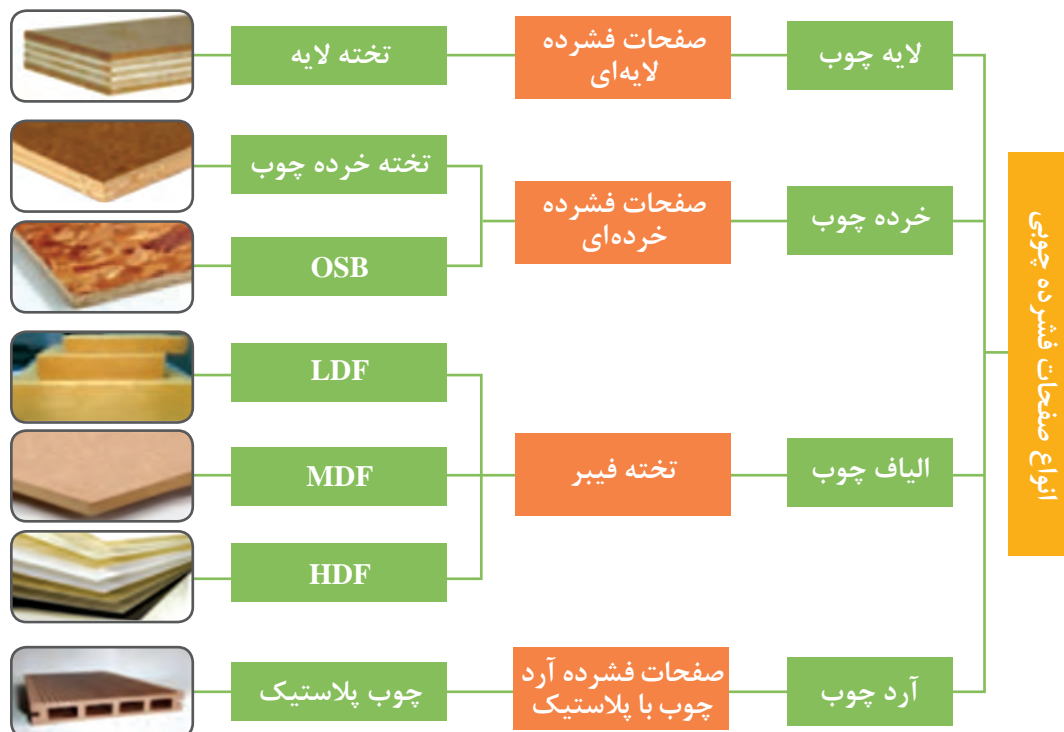 انواع صفحات فشرده چوبی
لایه چوب
صفحات فشرده
لایه‌ای
تخته لایه
خرده چوب
صفحات فشرده
خرده‌ای
تخته خرده چوب
OSB
الیاف چوب
تخته فیبر
LDF
MDF
HDF
آرد چوب
صفحات فشرده آرد
چوب با پلاستیک
چوب پلاستیک